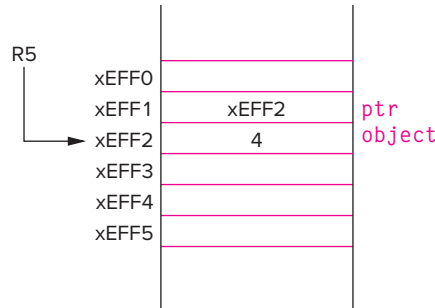 R5
xEFF0
xEFF1 xEFF2 ptr
xEFF2 4 object
xEFF3
xEFF4
xEFF5